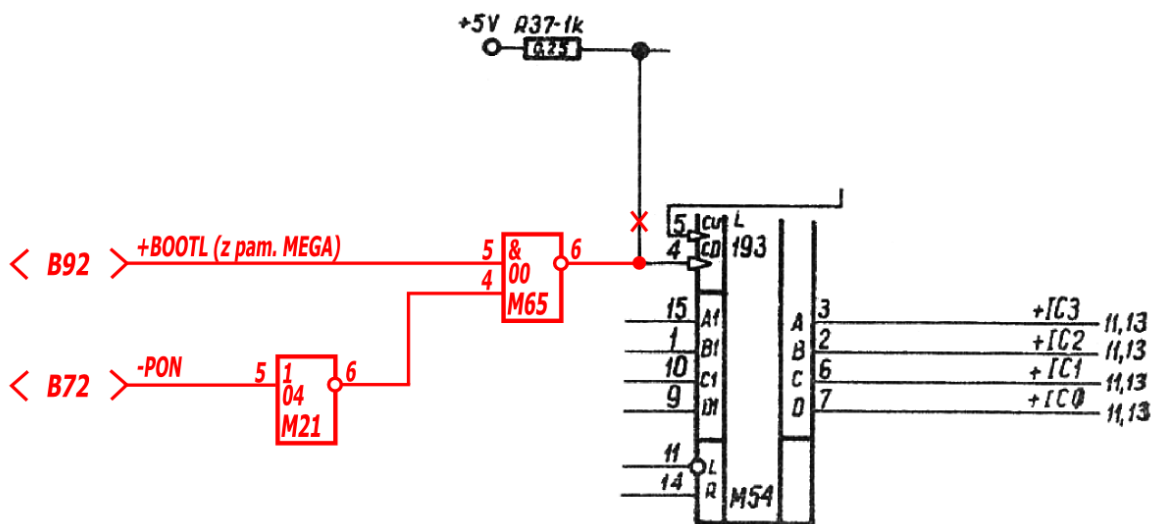 +5V R37-1k
0,25
5 CU L
4 CD 193
B92 +BOOTL (z pam. MEGA) 5 & 6
4 00
M65
15 A1 A 3 +IC3 11,13
1 B1 B 2 +IC2 11,13
B72 -PON 5 1 6
04
M21
10 C1 C 6 +IC1 11,13
9 D1 D 7 +IC0 11,13
11 L
14 R M54